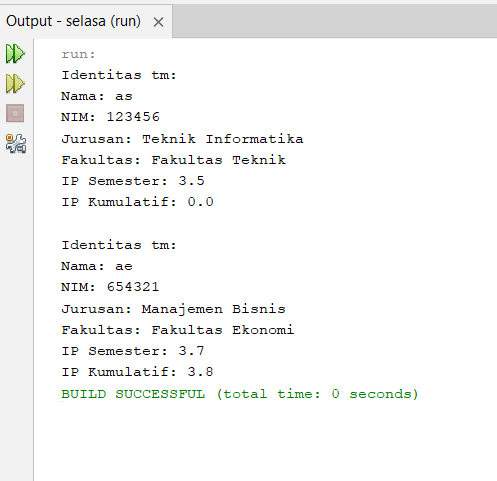 Output - selasa (run)
run:
Identitas tm:
Nama: as
NIM: 123456
Jurusan: Teknik Informatika
Fakultas: Fakultas Teknik
IP Semester: 3.5
IP Kumulatif: 0.0
Identitas tm:
Nama: ae
NIM: 654321
Jurusan: Manajemen Bisnis
Fakultas: Fakultas Ekonomi
IP Semester: 3.7
IP Kumulatif: 3.8
BUILD SUCCESSFUL (total time: 0 seconds)